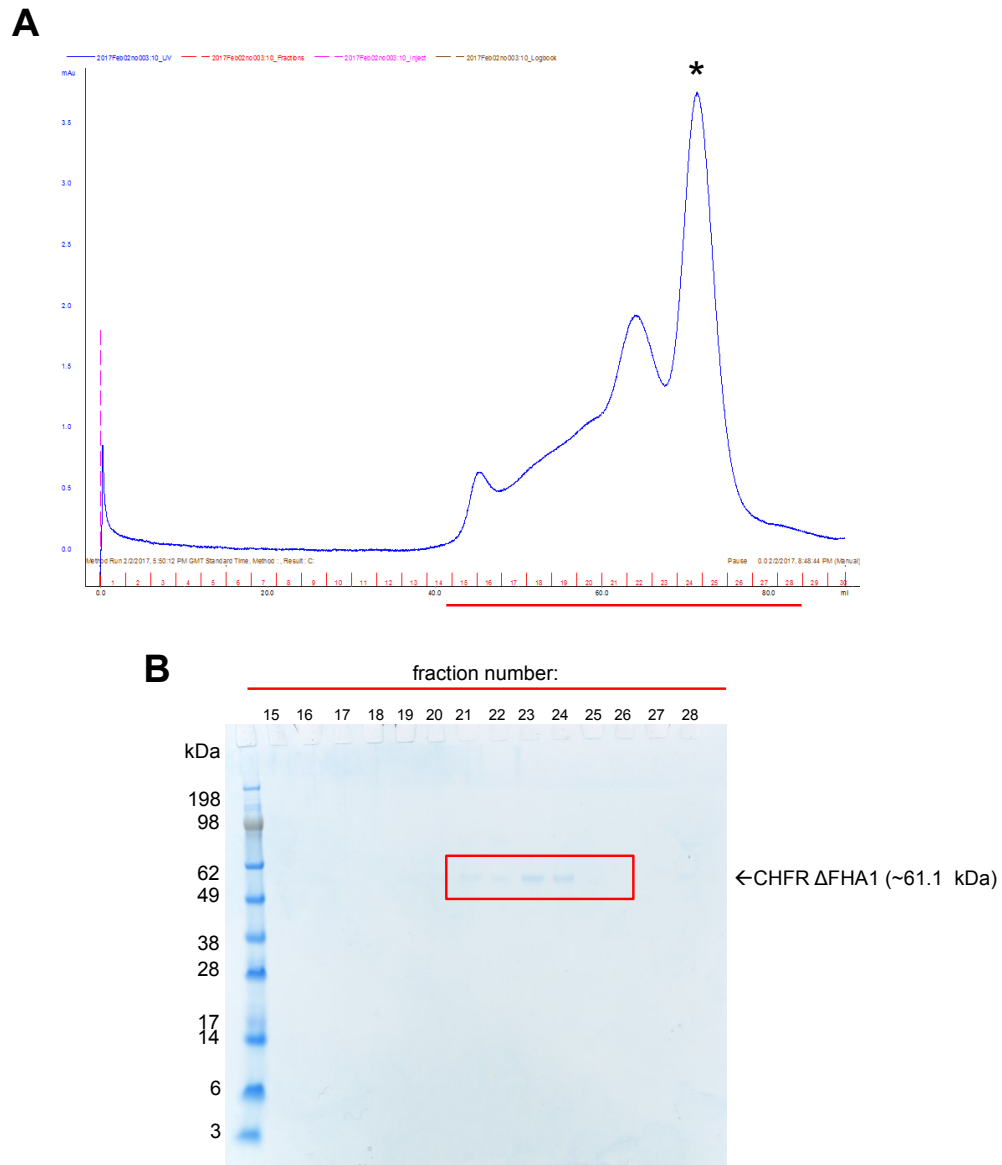 A
2017Feb02no003:10_UV 2017Feb02no003:10_Fractions 2017Feb02no003:10_Inject 2017Feb02no003:10_Logbook
mAu
*
3.5
3.0
2.5
2.0
1.5
1.0
0.5
0.0
Method Run 2/2/2017, 5:50:12 PM GMT Standard Time, Method : , Result : C: Pause 0.0 2/2/2017, 8:48:44 PM (Manual)
1 2 3 4 5 6 7 8 9 10 11 12 13 14 15 16 17 18 19 20 21 22 23 24 25 26 27 28 29 30
0.0 20.0 40.0 60.0 80.0 ml
B
fraction number:
15 16 17 18 19 20 21 22 23 24 25 26 27 28
kDa
198
98
62
49
38
28
17
14
6
3
←CHFR ΔFHA1 (~61.1 kDa)